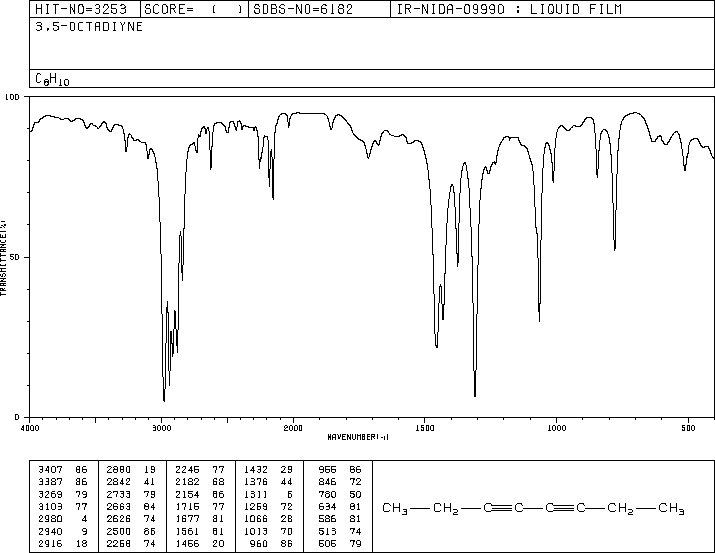 HIT-NO=3253 SCORE= ( ) SDBS-NO=6182 IR-NIDA-09990 : LIQUID FILM
3,5-OCTADIYNE
C8H10
100
50
0
TRANSMITTANCE(%)
4000 3000 2000 1500 1000 500
WAVENUMBER(-1)
3407 86 2880 19 2246 77 1432 29 966 86
3387 86 2842 41 2182 68 1376 44 846 72
3269 79 2733 79 2154 86 1311 6 780 50
3103 77 2663 84 1715 77 1259 72 634 81
2980 4 2626 74 1677 81 1066 28 586 81
2940 9 2500 86 1561 81 1013 70 513 74
2916 18 2258 74 1456 20 960 86 505 79
CH3—CH2—C≡C—C≡C—CH2—CH3